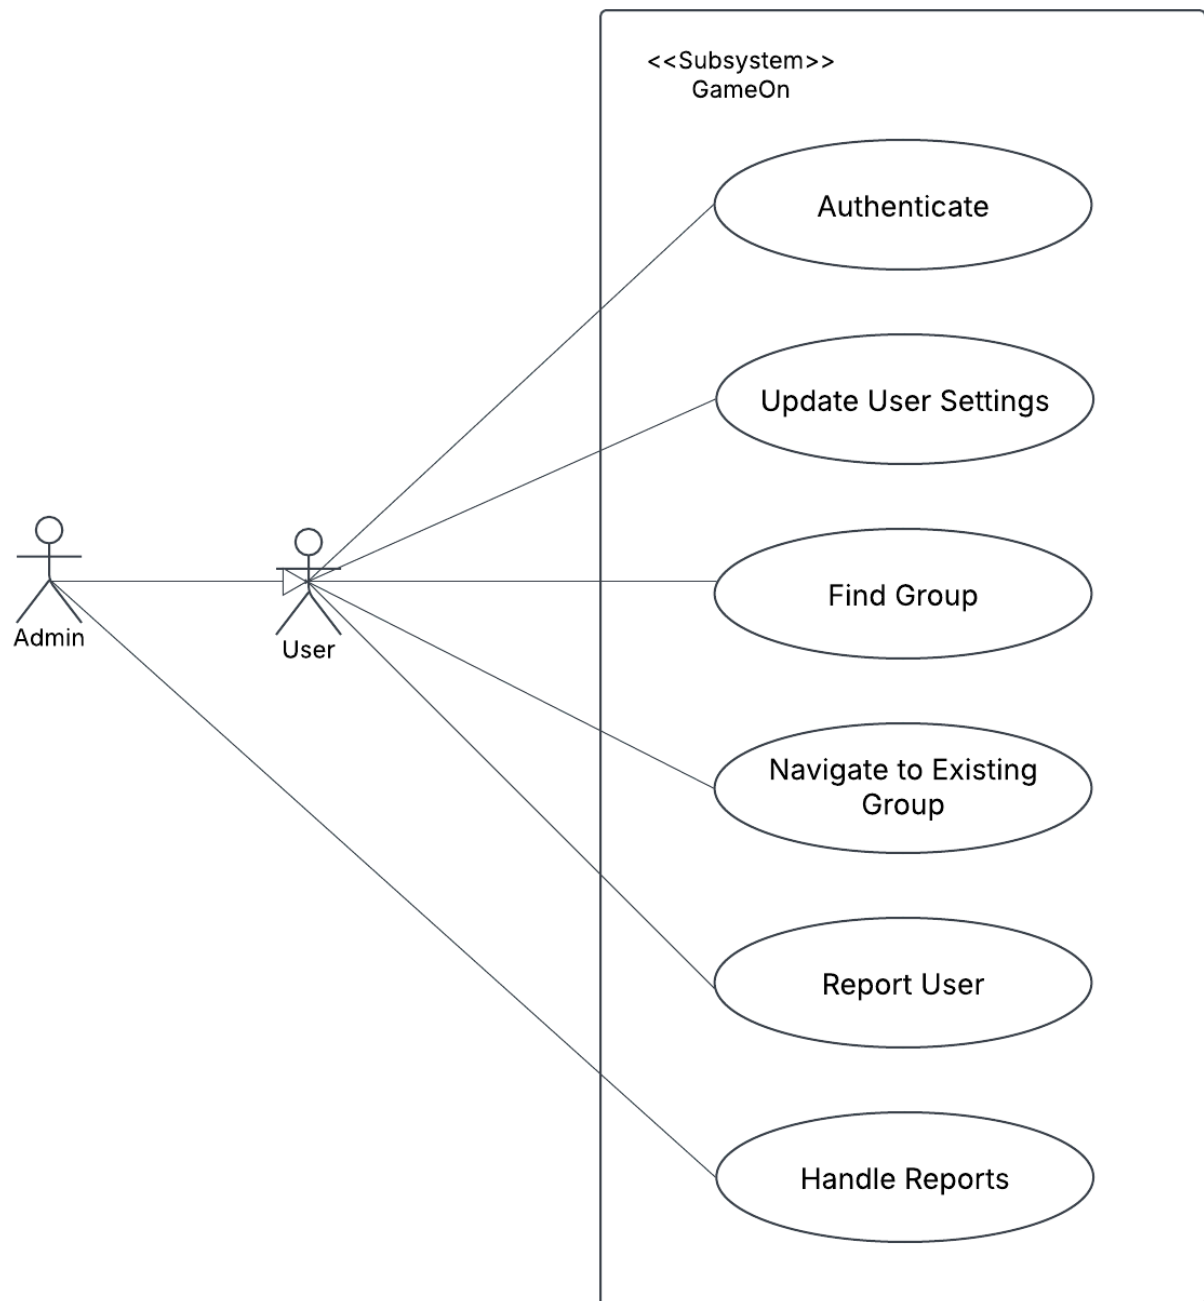 <<Subsystem>>
GameOn
Authenticate
Update User Settings
Find Group
Admin
User
Navigate to Existing
Group
Report User
Handle Reports